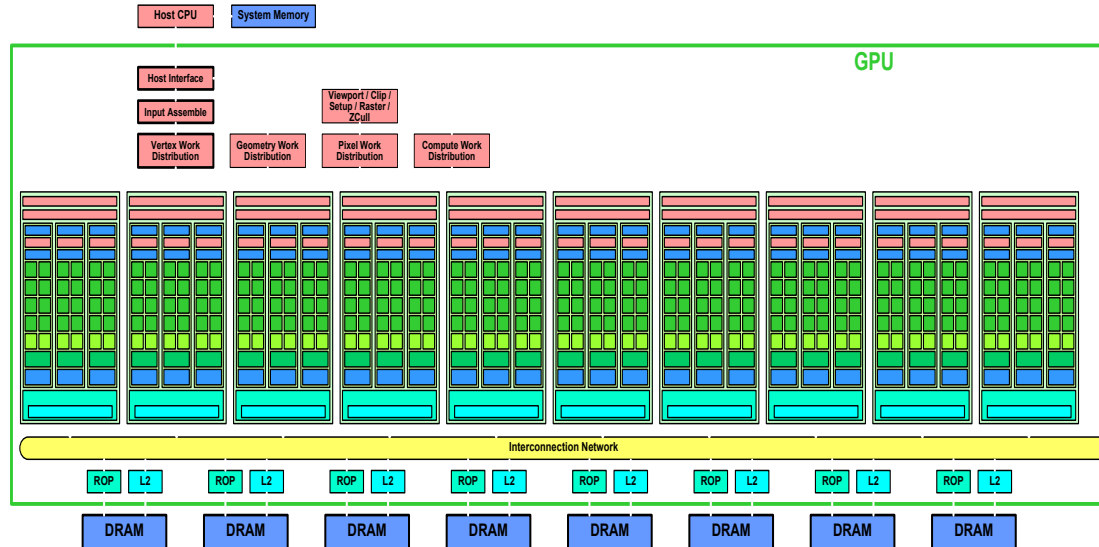 Host CPU
System Memory
GPU
Host Interface
Input Assemble
Viewport / Clip /
Setup / Raster /
ZCull
Vertex Work
Distribution
Geometry Work
Distribution
Pixel Work
Distribution
Compute Work
Distribution
Interconnection Network
ROP L2 ROP L2 ROP L2 ROP L2 ROP L2 ROP L2 ROP L2 ROP L2
DRAM DRAM DRAM DRAM DRAM DRAM DRAM DRAM